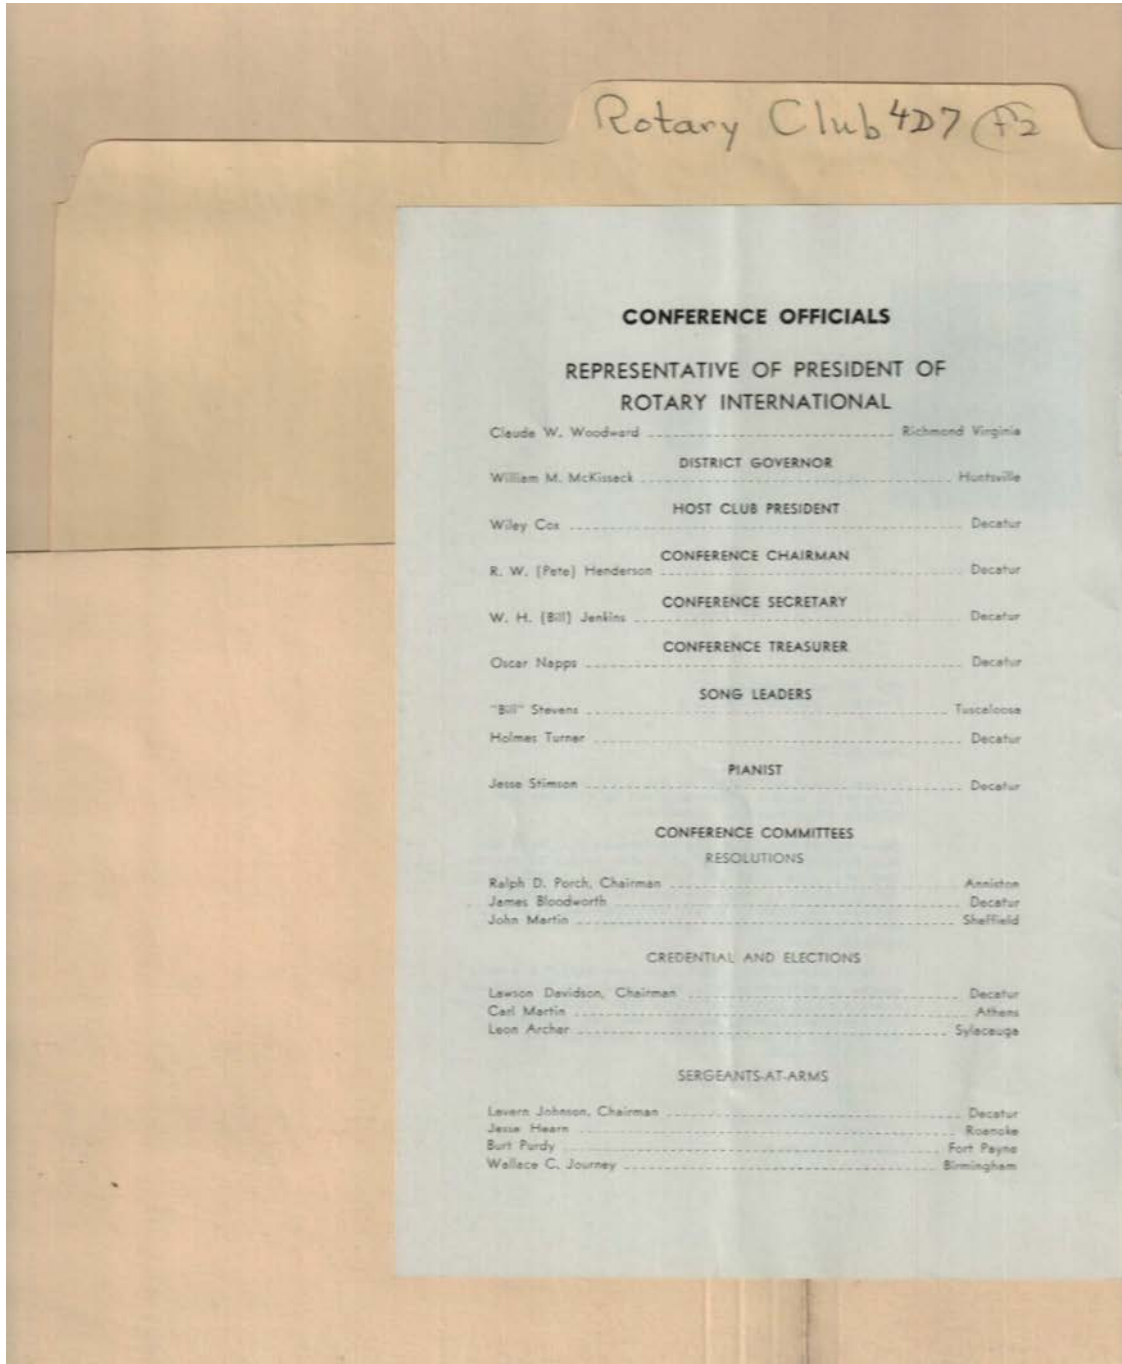 Rotary Club 4D7 F2
CONFERENCE OFFICIALS
REPRESENTATIVE OF PRESIDENT OF
ROTARY INTERNATIONAL
Claude W. Woodward Richmond Virginia
DISTRICT GOVERNOR
William M. McKissack Huntsville
HOST CLUB PRESIDENT
Wiley Cox Decatur
CONFERENCE CHAIRMAN
R. W. (Pete) Henderson Decatur
CONFERENCE SECRETARY
W. H. (Bill) Jenkins Decatur
CONFERENCE TREASURER
Oscar Napps Decatur
SONG LEADERS
"Bill" Stevens Tuscaloosa
Holmes Turner Decatur
PIANIST
Jesse Stimson Decatur
CONFERENCE COMMITTEES
RESOLUTIONS
Ralph D. Porch, Chairman Anniston
James Bloodworth Decatur
John Martin Sheffield
CREDENTIAL AND ELECTIONS
Lawson Davidson, Chairman Decatur
Carl Martin Athens
Leon Archer Sylacauga
SERGEANTS-AT-ARMS
Lavern Johnson, Chairman Decatur
Jesse Hearn Roanoke
Burt Purdy Fort Payne
Wallace C. Journey Birmingham